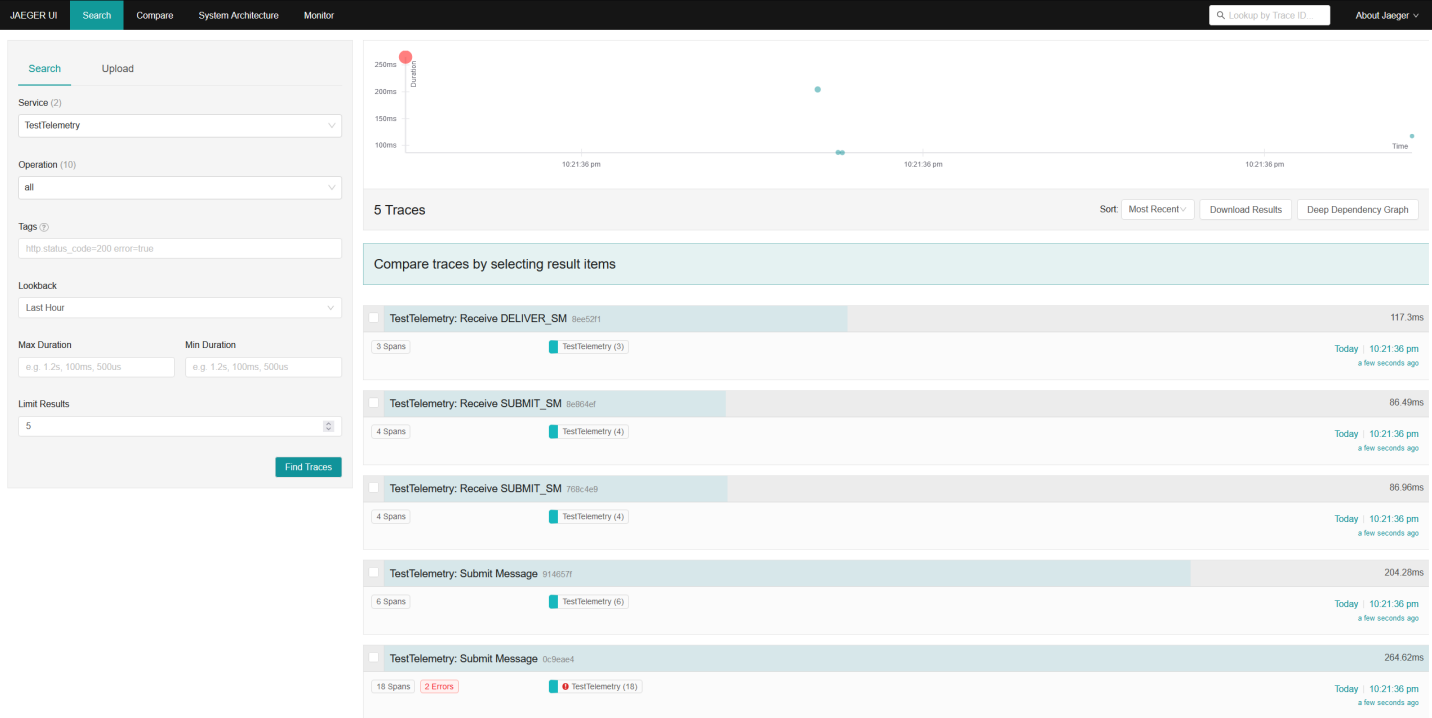 JAEGER UI Search Compare System Architecture Monitor Lookup by Trace ID... About Jaeger
Search Upload
Service (2)
TestTelemetry
Operation (10)
all
Tags
http.status_code=200 error=true
Lookback
Last Hour
Max Duration Min Duration
e.g. 1.2s, 100ms, 500us e.g. 1.2s, 100ms, 500us
Limit Results
5
Find Traces
250ms
200ms
150ms
100ms
Duration
Time
10:21:36 pm 10:21:36 pm 10:21:36 pm
5 Traces Sort: Most Recent Download Results Deep Dependency Graph
Compare traces by selecting result items
TestTelemetry: Receive DELIVER_SM 8ee52f1 117.3ms
3 Spans TestTelemetry (3) Today 10:21:36 pm
a few seconds ago
TestTelemetry: Receive SUBMIT_SM 8e864ef 86.49ms
4 Spans TestTelemetry (4) Today 10:21:36 pm
a few seconds ago
TestTelemetry: Receive SUBMIT_SM 768c4e9 86.96ms
4 Spans TestTelemetry (4) Today 10:21:36 pm
a few seconds ago
TestTelemetry: Submit Message 914657f 204.28ms
6 Spans TestTelemetry (6) Today 10:21:36 pm
a few seconds ago
TestTelemetry: Submit Message 0c9eae4 264.62ms
18 Spans 2 Errors TestTelemetry (18) Today 10:21:36 pm
a few seconds ago